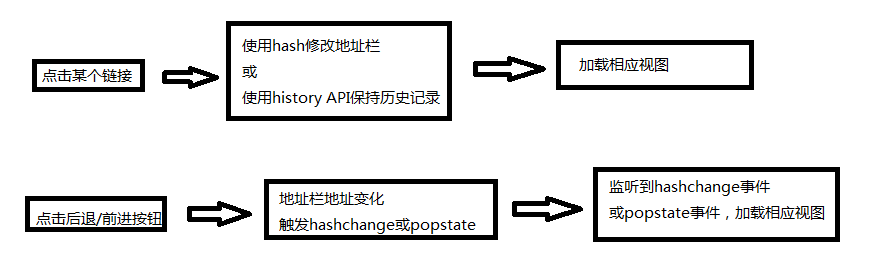 点击某个链接
使用hash修改地址栏
或
使用history API保持历史记录
加载相应视图
点击后退/前进按钮
地址栏地址变化
触发hashchange或popstate
监听到hashchange事件
或popstate事件，加载相应视图